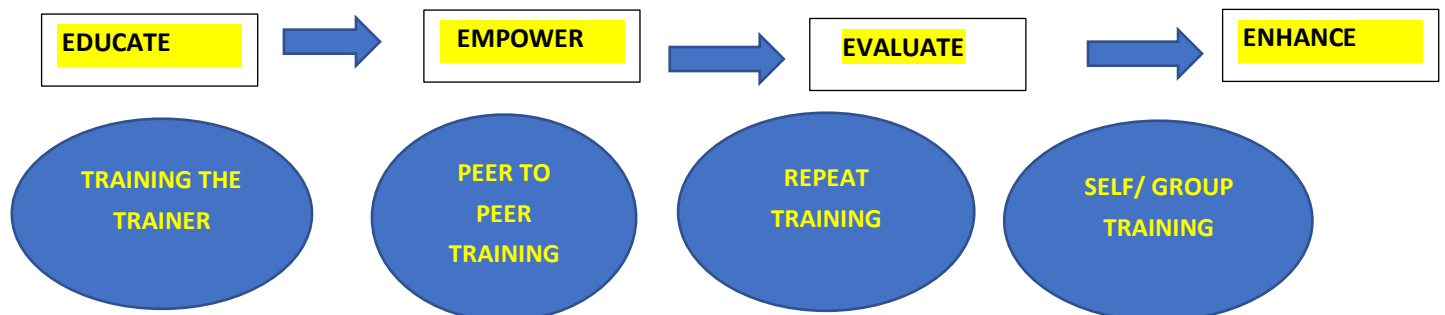 EDUCATE
EMPOWER
EVALUATE
ENHANCE
TRAINING THE
TRAINER
PEER TO
PEER
TRAINING
REPEAT
TRAINING
SELF/ GROUP
TRAINING